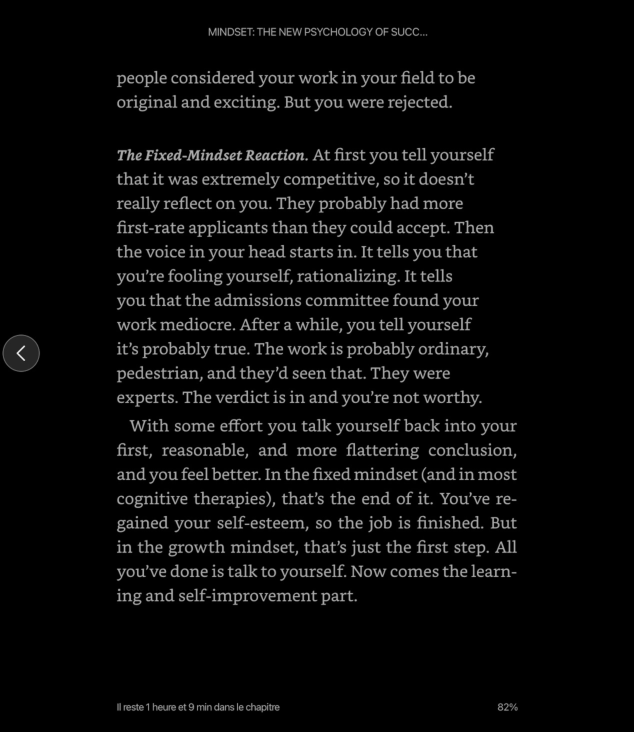 MINDSET: THE NEW PSYCHOLOGY OF SUCC...
people considered your work in your field to be
original and exciting. But you were rejected.
The Fixed-Mindset Reaction. At first you tell yourself
that it was extremely competitive, so it doesn’t
really reflect on you. They probably had more
first-rate applicants than they could accept. Then
the voice in your head starts in. It tells you that
you’re fooling yourself, rationalizing. It tells
you that the admissions committee found your
work mediocre. After a while, you tell yourself
it’s probably true. The work is probably ordinary,
pedestrian, and they’d seen that. They were
experts. The verdict is in and you’re not worthy.
With some effort you talk yourself back into your
first, reasonable, and more flattering conclusion,
and you feel better. In the fixed mindset (and in most
cognitive therapies), that’s the end of it. You’ve re-
gained your self-esteem, so the job is finished. But
in the growth mindset, that’s just the first step. All
you’ve done is talk to yourself. Now comes the learn-
ing and self-improvement part.
Il reste 1 heure et 9 min dans le chapitre
82%